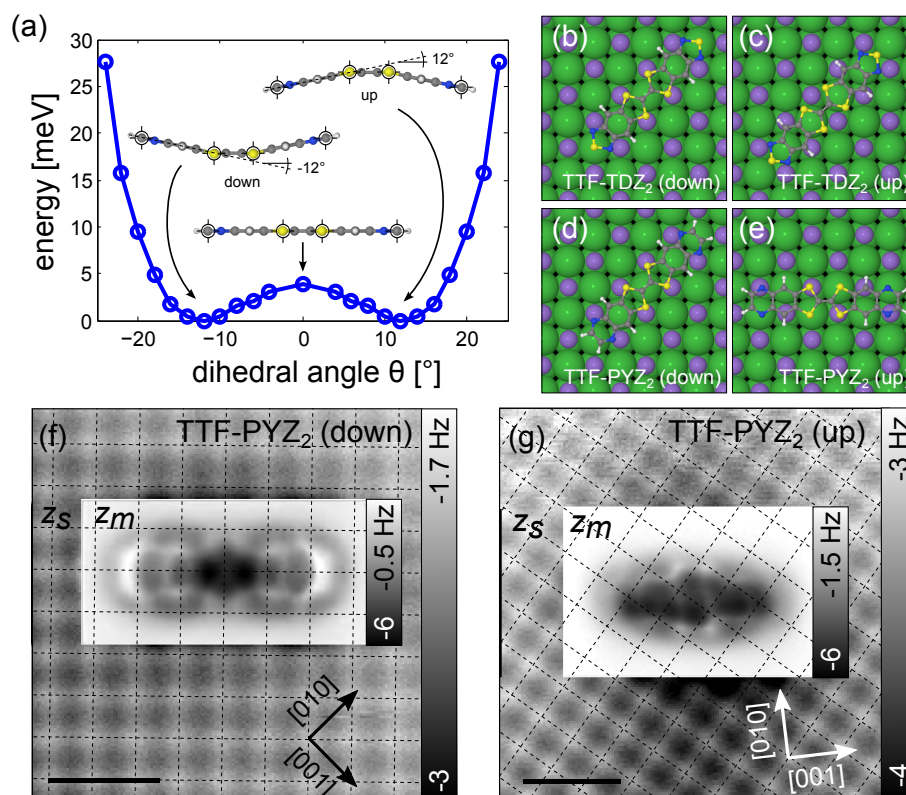 (a)
30
25
20
15
10
5
0
energy [meV]
12°
up
-12°
down
−20
−10
0
10
20
dihedral angle θ [°]
(b)
TTF-TDZ₂ (down)
(c)
TTF-TDZ₂ (up)
(d)
TTF-PYZ₂ (down)
(e)
TTF-PYZ₂ (up)
(f)
TTF-PYZ₂ (down)
zₛ
zₘ
-6 -0.5 Hz
-3 -1.7 Hz
[010]
[001]
(g)
TTF-PYZ₂ (up)
zₛ
zₘ
-6 -1.5 Hz
-4 -3 Hz
[010]
[001]